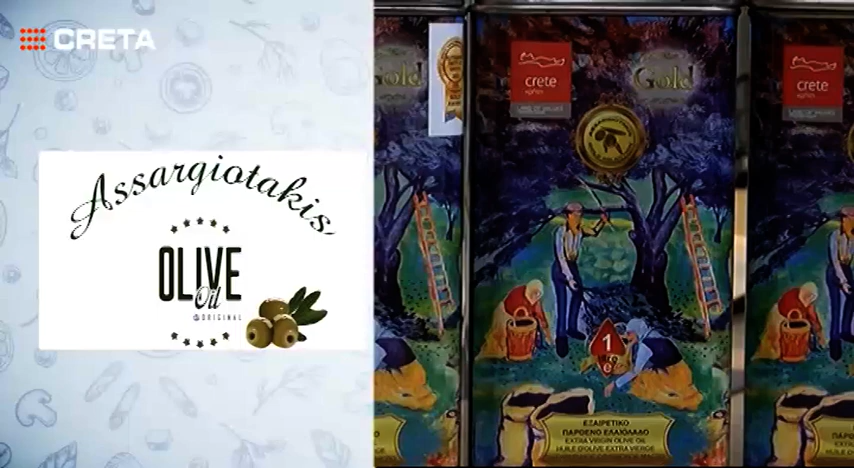 CRETA
Assargiotakis
OLIVE
Oil
ORIGINAL
Gold
crete
Gold
crete
1
ΕΞΑΙΡΕΤΙΚΟ
ΠΑΡΘΕΝΟ ΕΛΑΙΟΛΑΔΟ
EXTRA VIRGIN OLIVE OIL
HUILE D'OLIVE EXTRA VIERGE